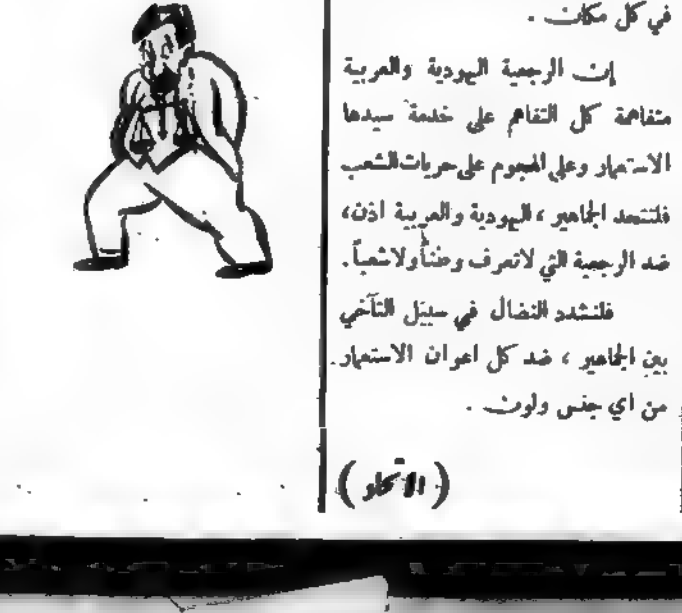 في كل مكان .
إن الرجعية اليهودية والعربية
متفاهمة كل التفاهم على خدمة سيدها
الاستعمار وعلى الهجوم على حريات الشعب
فلتتحد الجماهير ، اليهودية والعربية اذن،
ضد الرجعية التي لاتعرف وطناً ولاشعباً.
فلنشدد النضال في سبيل التآخي
بين الجماهير ، ضد كل اعوان الاستعمار
من اي جنس ولون .
( الاتحاد )